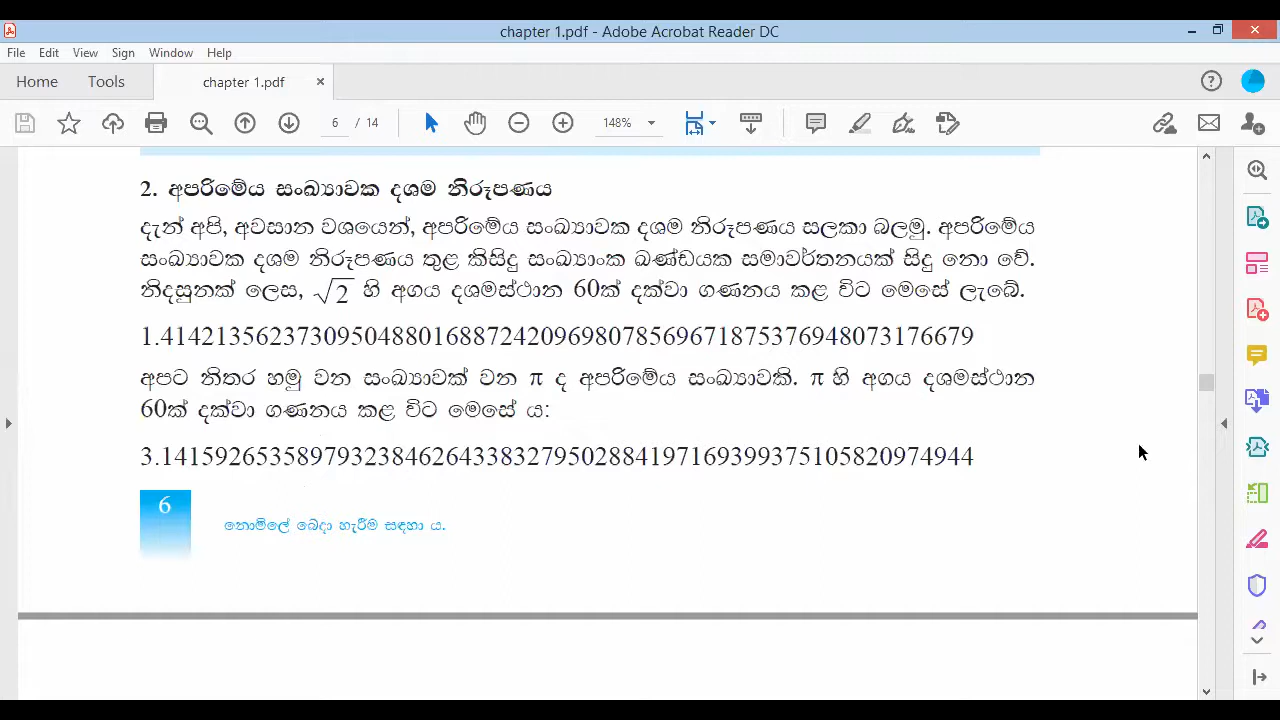 chapter 1.pdf - Adobe Acrobat Reader DC
File Edit View Sign Window Help
Home Tools chapter 1.pdf ×
6 / 14 148%
2. අපරිමේය සංඛ්‍යාවක දශම නිරූපණය
දැන් අපි, අවසාන වශයෙන්, අපරිමේය සංඛ්‍යාවක දශම නිරූපණය සලකා බලමු. අපරිමේය
සංඛ්‍යාවක දශම නිරූපණය තුළ කිසිදු සංඛ්‍යාංක ඛණ්ඩයක සමාවර්තනයක් සිදු නො වේ.
නිදසුනක් ලෙස, √2 හි අගය දශමස්ථාන 60ක් දක්වා ගණනය කළ විට මෙසේ ලැබේ.
1.414213562373095048801688724209698078569671875376948073176679
අපට නිතර හමු වන සංඛ්‍යාවක් වන π ද අපරිමේය සංඛ්‍යාවකි. π හි අගය දශමස්ථාන
60ක් දක්වා ගණනය කළ විට මෙසේ ය:
3.141592653589793238462643383279502884197169399375105820974944
6
නොමිලේ බෙදා හැරීම සඳහා ය.